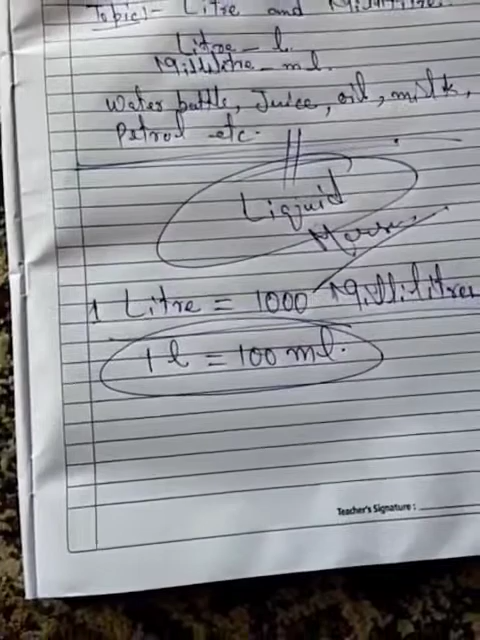 Topic:- Litre and Millilitre.
Litre - l.
Millilitre - ml.
Water bottle, Juice, oil, milk,
Petrol etc.
Liquid
1 Litre = 1000 Millilitres
1 l = 100 ml.
Teacher's Signature :